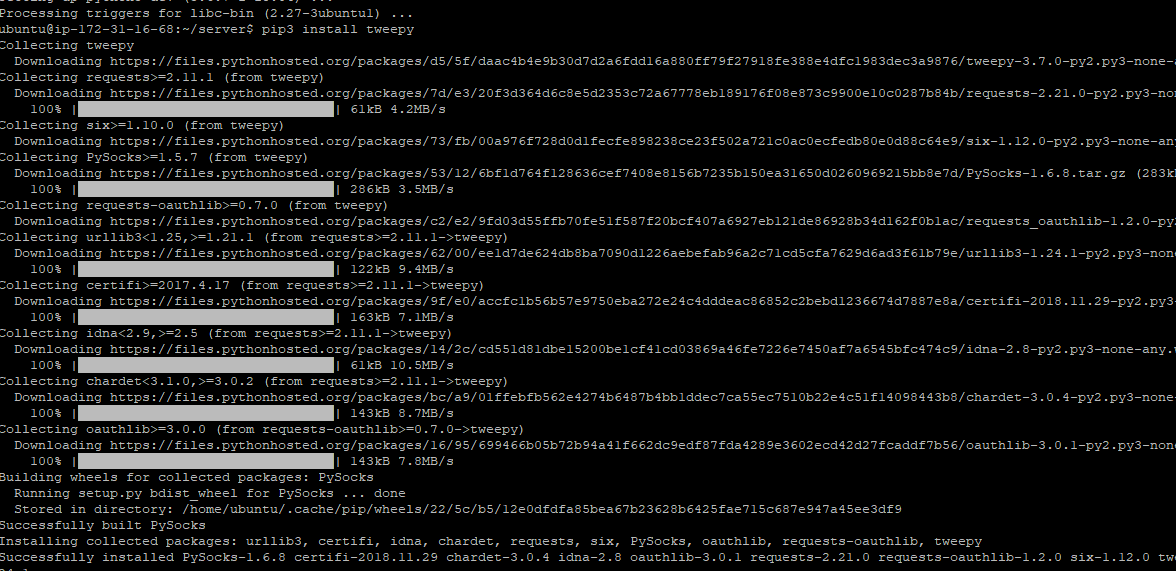 Processing triggers for libc-bin (2.27-3ubuntu1) ...
ubuntu@ip-172-31-16-68:~/server$ pip3 install tweepy
Collecting tweepy
Downloading https://files.pythonhosted.org/packages/d5/5f/daac4b4e9b30d7d2a6fdd16a880ff79f27918fe388e4dfc1983dec3a9876/tweepy-3.7.0-py2.py3-none-a
Collecting requests>=2.11.1 (from tweepy)
Downloading https://files.pythonhosted.org/packages/7d/e3/20f3d364d6c8e5d2353c72a67778eb189176f08e873c9900e10c0287b84b/requests-2.21.0-py2.py3-no
100% | | 61kB 4.2MB/s
Collecting six>=1.10.0 (from tweepy)
Downloading https://files.pythonhosted.org/packages/73/fb/00a976f728d0d1fecfe898238ce23f502a721c0ac0ecfedb80e0d88c64e9/six-1.12.0-py2.py3-none-any
Collecting PySocks>=1.5.7 (from tweepy)
Downloading https://files.pythonhosted.org/packages/53/12/6bf1d764f128636cef7408e8156b7235b150ea31650d0260969215bb8e7d/PySocks-1.6.8.tar.gz (283k
100% | | 286kB 3.5MB/s
Collecting requests-oauthlib>=0.7.0 (from tweepy)
Downloading https://files.pythonhosted.org/packages/c2/e2/9fd03d55ffb70fe51f587f20bcf407a6927eb121de86928b34d162f0b1ac/requests_oauthlib-1.2.0-py2
Collecting urllib3<1.25,>=1.21.1 (from requests>=2.11.1->tweepy)
Downloading https://files.pythonhosted.org/packages/62/00/ee1d7de624db8ba7090d1226aebefab96a2c71cd5cfa7629d6ad3f61b79e/urllib3-1.24.1-py2.py3-non
100% | | 122kB 9.4MB/s
Collecting certifi>=2017.4.17 (from requests>=2.11.1->tweepy)
Downloading https://files.pythonhosted.org/packages/9f/e0/accfc1b56b57e9750eba272e24c4dddeac86852c2bebd1236674d7887e8a/certifi-2018.11.29-py2.py3
100% | | 163kB 7.1MB/s
Collecting idna<2.9,>=2.5 (from requests>=2.11.1->tweepy)
Downloading https://files.pythonhosted.org/packages/14/2c/cd551d81dbe15200be1cf41cd03869a46fe7226e7450af7a6545bfc474c9/idna-2.8-py2.py3-none-any.
100% | | 61kB 10.5MB/s
Collecting chardet<3.1.0,>=3.0.2 (from requests>=2.11.1->tweepy)
Downloading https://files.pythonhosted.org/packages/bc/a9/01ffebfb562e4274b6487b4bb1ddec7ca55ec7510b22e4c51f14098443b8/chardet-3.0.4-py2.py3-none
100% | | 143kB 8.7MB/s
Collecting oauthlib>=3.0.0 (from requests-oauthlib>=0.7.0->tweepy)
Downloading https://files.pythonhosted.org/packages/16/95/699466b05b72b94a41f662dc9edf87fda4289e3602ecd42d27fcaddf7b56/oauthlib-3.0.1-py2.py3-non
100% | | 143kB 7.8MB/s
Building wheels for collected packages: PySocks
Running setup.py bdist_wheel for PySocks ... done
Stored in directory: /home/ubuntu/.cache/pip/wheels/22/5c/b5/12e0dfdfa85bea67b23628b6425fae715c687e947a45ee3df9
Successfully built PySocks
Installing collected packages: urllib3, certifi, idna, chardet, requests, six, PySocks, oauthlib, requests-oauthlib, tweepy
Successfully installed PySocks-1.6.8 certifi-2018.11.29 chardet-3.0.4 idna-2.8 oauthlib-3.0.1 requests-2.21.0 requests-oauthlib-1.2.0 six-1.12.0 twe